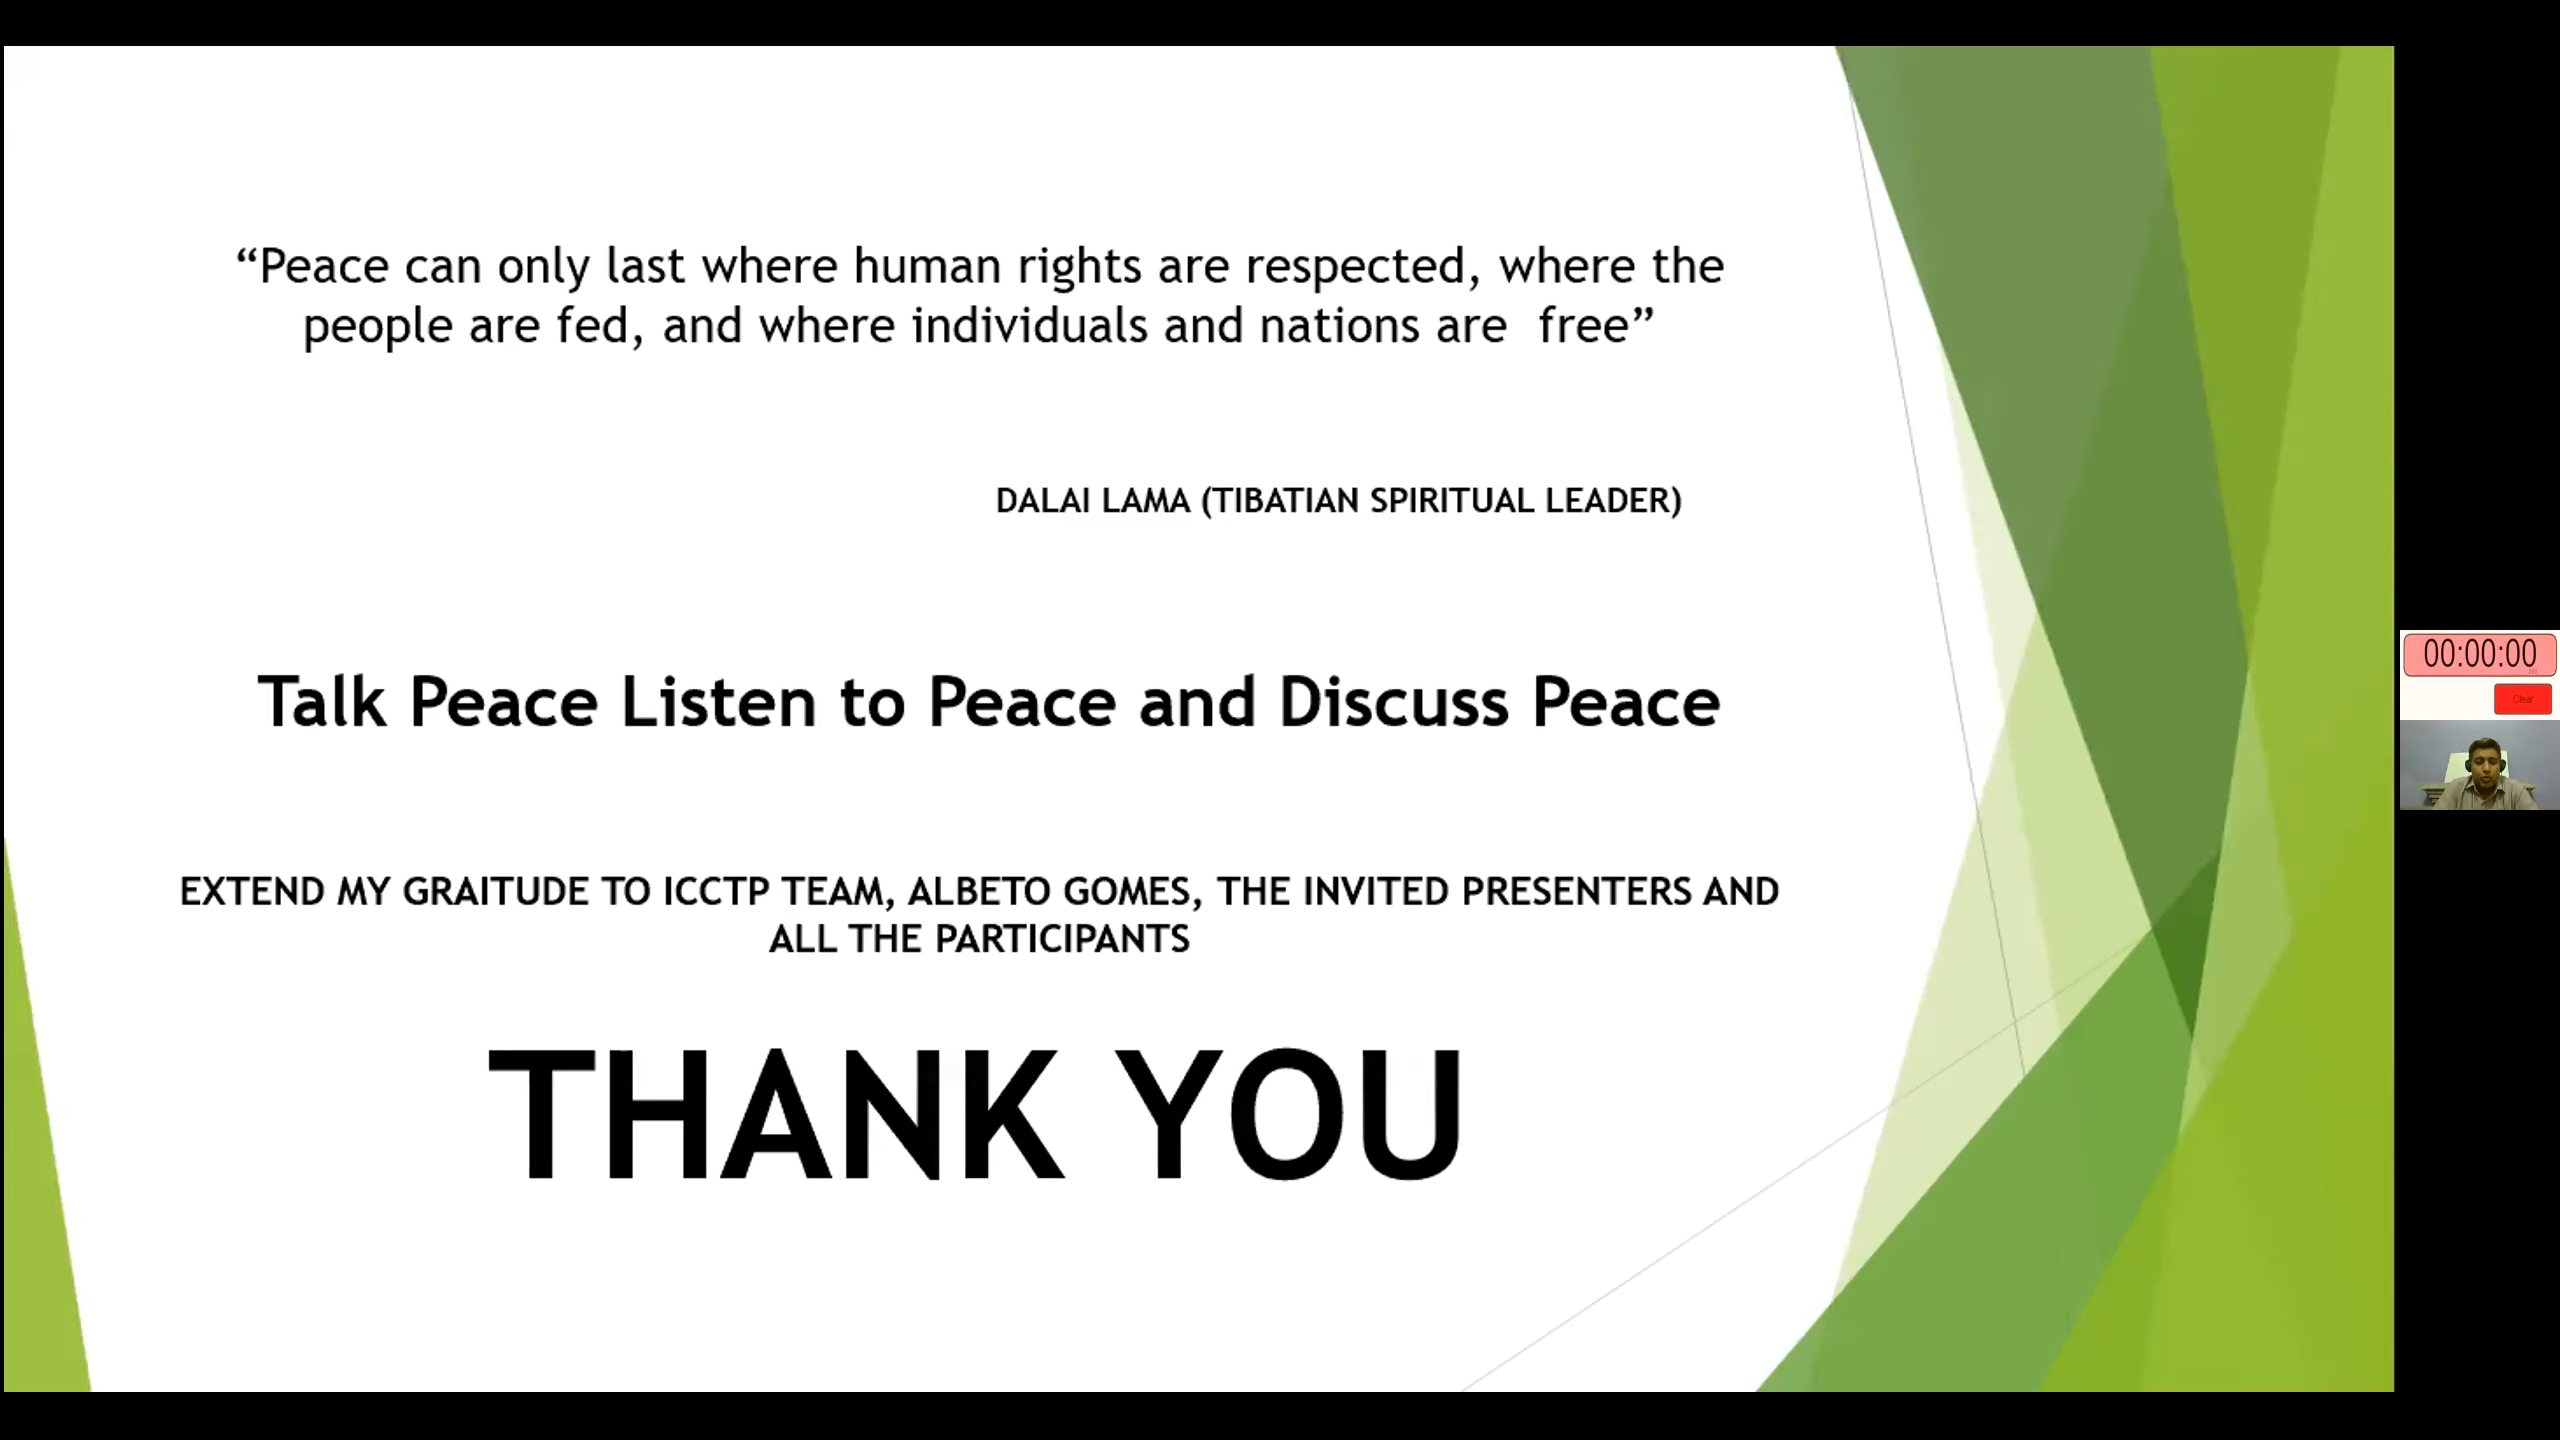 “Peace can only last where human rights are respected, where the
people are fed, and where individuals and nations are  free”
DALAI LAMA (TIBATIAN SPIRITUAL LEADER)
Talk Peace Listen to Peace and Discuss Peace
EXTEND MY GRAITUDE TO ICCTP TEAM, ALBETO GOMES, THE INVITED PRESENTERS AND
ALL THE PARTICIPANTS
THANK YOU
00:00:00
Clear